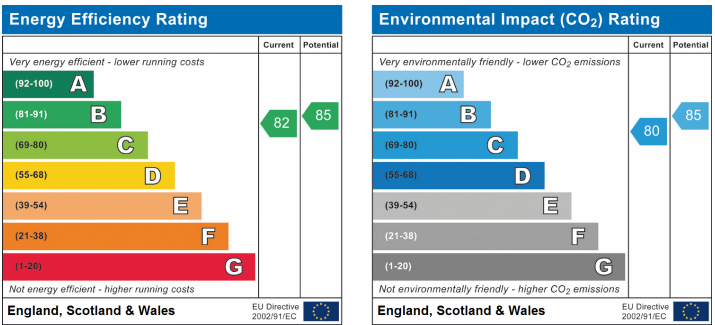 Energy Efficiency Rating
Current Potential
Very energy efficient - lower running costs
(92-100) A
(81-91) B
(69-80) C
(55-68) D
(39-54) E
(21-38) F
(1-20) G
82
85
Not energy efficient - higher running costs
England, Scotland & Wales
EU Directive
2002/91/EC
Environmental Impact (CO₂) Rating
Current Potential
Very environmentally friendly - lower CO₂ emissions
(92-100) A
(81-91) B
(69-80) C
(55-68) D
(39-54) E
(21-38) F
(1-20) G
80
85
Not environmentally friendly - higher CO₂ emissions
England, Scotland & Wales
EU Directive
2002/91/EC